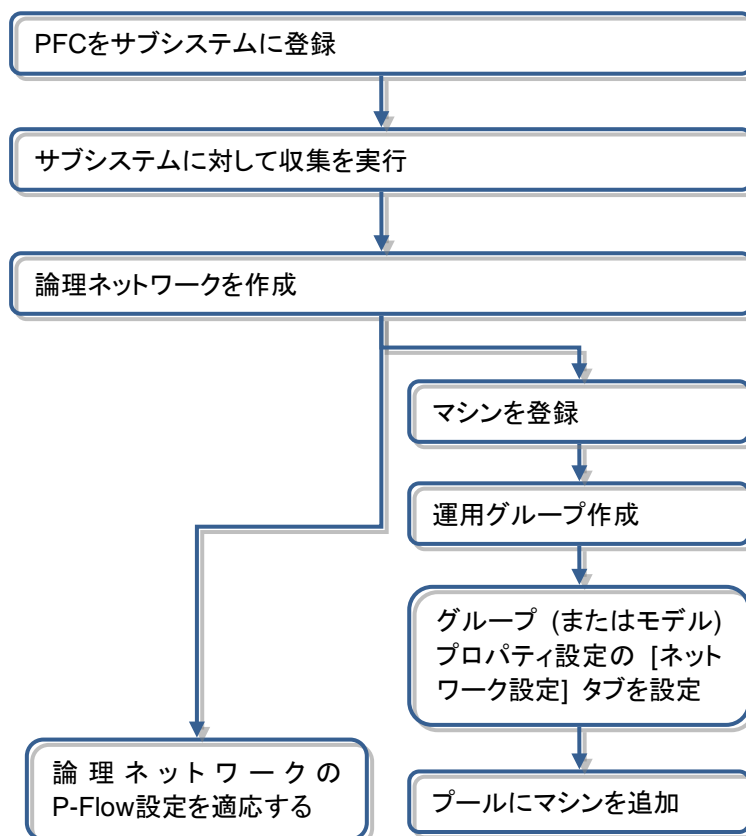 PFCをサブシステムに登録
サブシステムに対して収集を実行
論理ネットワークを作成
マシンを登録
運用グループ作成
グループ (またはモデル)
プロパティ設定の [ネット
ワーク設定] タブを設定
論理ネットワークの
P-Flow設定を適応する
プールにマシンを追加